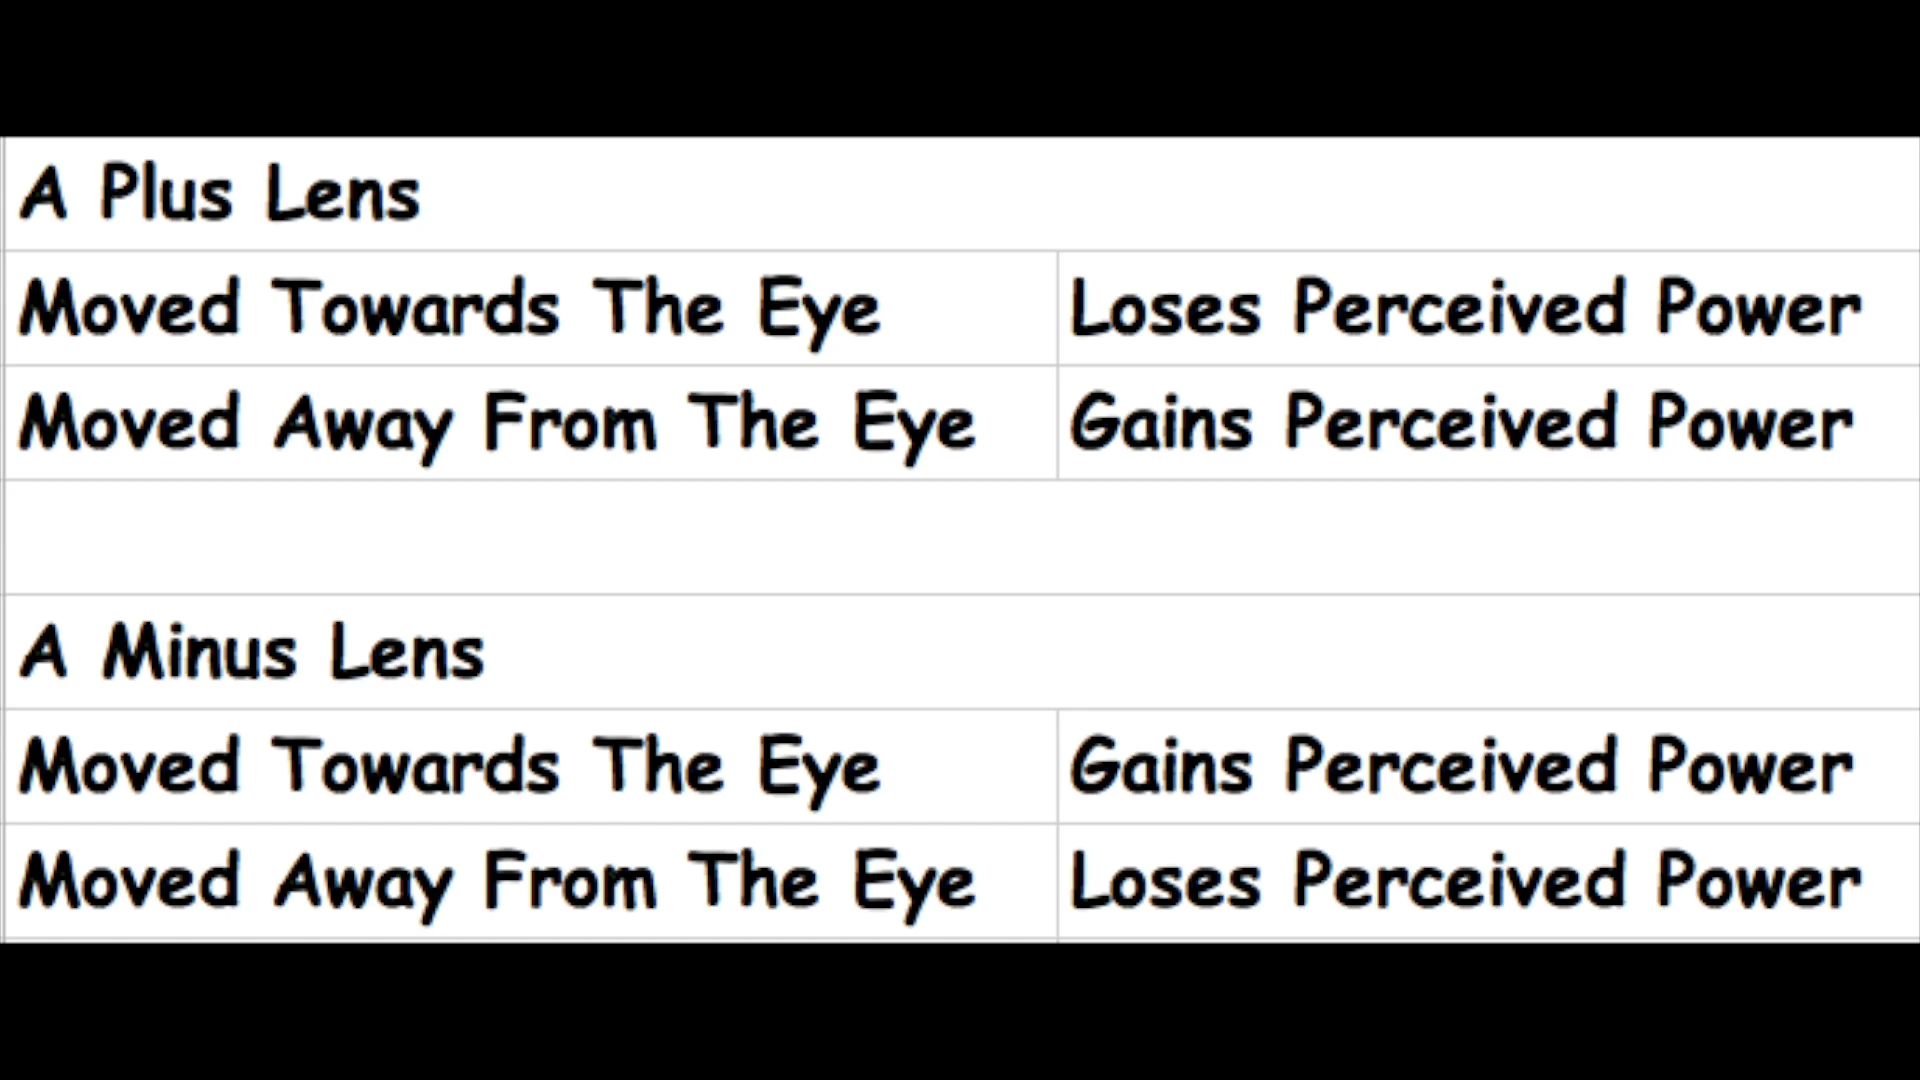 A Plus Lens
Moved Towards The Eye Loses Perceived Power
Moved Away From The Eye Gains Perceived Power
A Minus Lens
Moved Towards The Eye Gains Perceived Power
Moved Away From The Eye Loses Perceived Power